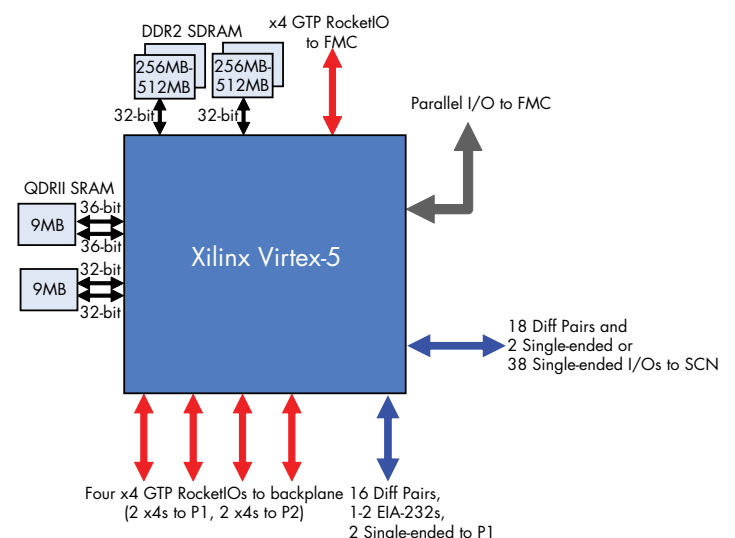 DDR2 SDRAM
x4 GTP RocketIO
to FMC
256MB-
512MB
256MB-
512MB
32-bit
32-bit
Parallel I/O to FMC
QDRII SRAM
36-bit
9MB
36-bit
32-bit
9MB
32-bit
Xilinx Virtex-5
18 Diff Pairs and
2 Single-ended or
38 Single-ended I/Os to SCN
Four x4 GTP RocketIOs to backplane
(2 x4s to P1, 2 x4s to P2)
16 Diff Pairs,
1-2 EIA-232s,
2 Single-ended to P1